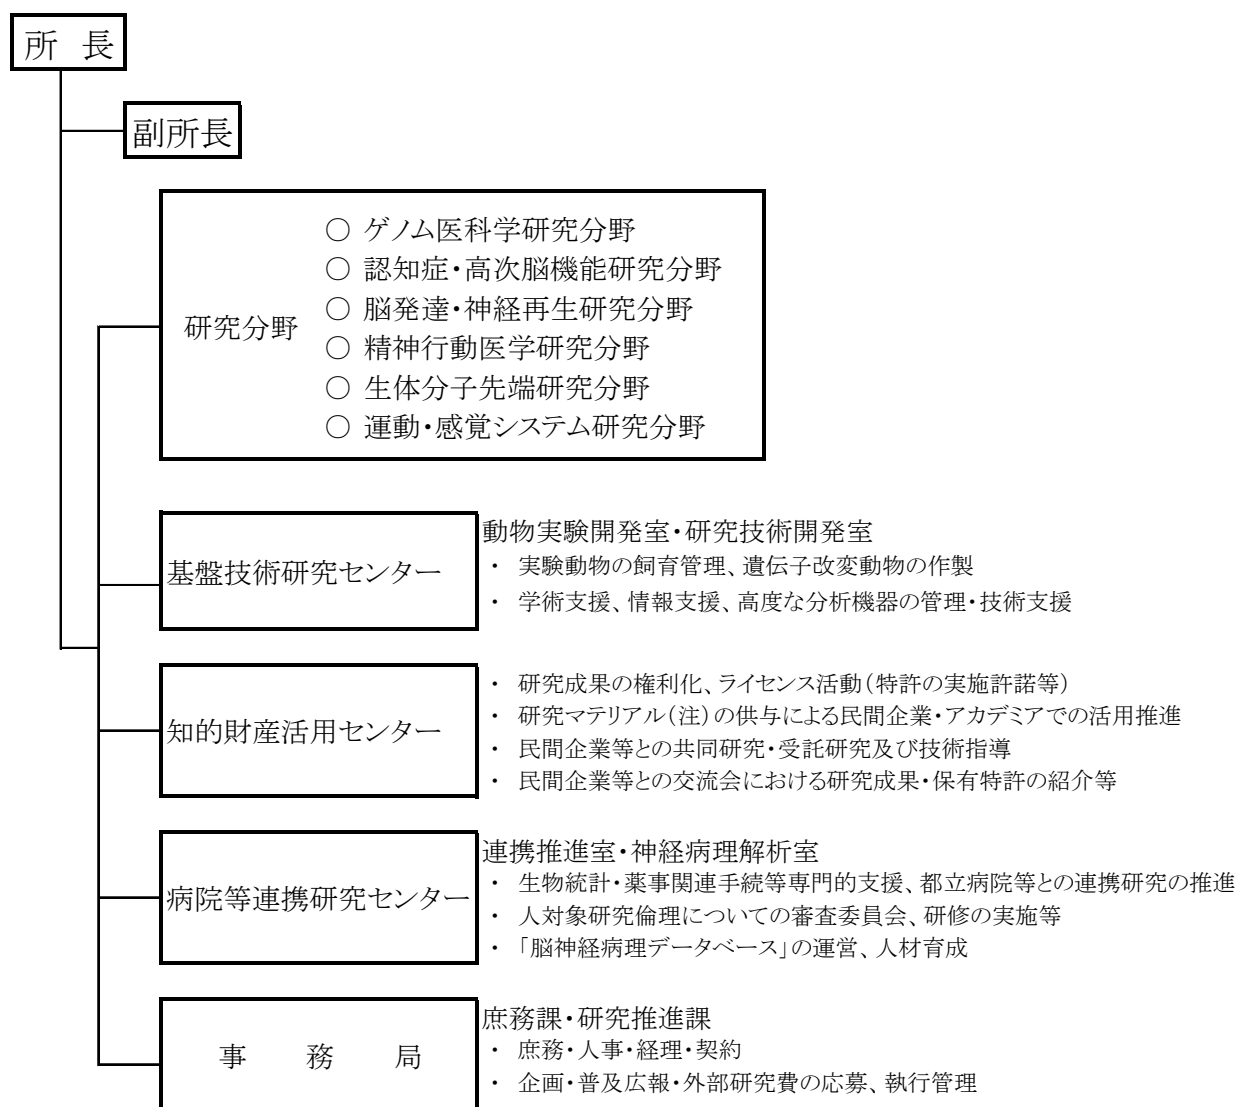 所 長
副所長
研究分野
○ ゲノム医科学研究分野
○ 認知症・高次脳機能研究分野
○ 脳発達・神経再生研究分野
○ 精神行動医学研究分野
○ 生体分子先端研究分野
○ 運動・感覚システム研究分野
基盤技術研究センター
動物実験開発室・研究技術開発室
・ 実験動物の飼育管理、遺伝子改変動物の作製
・ 学術支援、情報支援、高度な分析機器の管理・技術支援
知的財産活用センター
・ 研究成果の権利化、ライセンス活動(特許の実施許諾等)
・ 研究マテリアル(注)の供与による民間企業・アカデミアでの活用推進
・ 民間企業等との共同研究・受託研究及び技術指導
・ 民間企業等との交流会における研究成果・保有特許の紹介等
病院等連携研究センター
連携推進室・神経病理解析室
・ 生物統計・薬事関連手続等専門的支援、都立病院等との連携研究の推進
・ 人対象研究倫理についての審査委員会、研修の実施等
・ 「脳神経病理データベース」の運営、人材育成
事 務 局
庶務課・研究推進課
・ 庶務・人事・経理・契約
・ 企画・普及広報・外部研究費の応募、執行管理